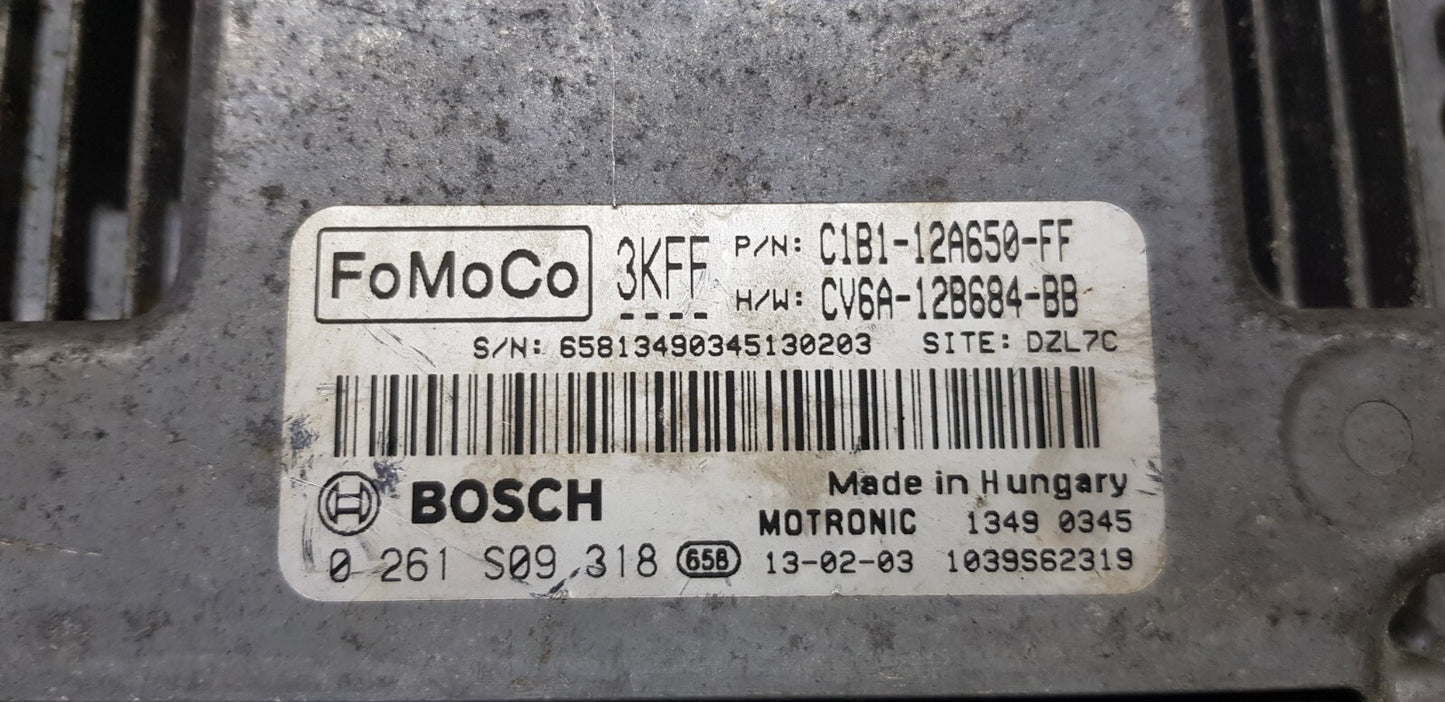 FoMoCo 3KFF P/N: C1B1-12A650-FF
H/W: CV6A-12B684-BB
S/N: 65813490345130203 SITE: DZL7C
BOSCH Made in Hungary
MOTRONIC 1349 0345
0 261 S09 318 658 13-02-03 1039S62319